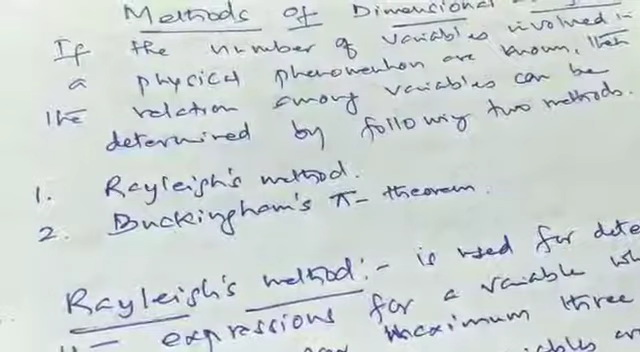 Methods of Dimensional
If the number of variables involved in
a physical phenomenon are known, then
the relation among variables can be
determined by following two methods.
1. Rayleigh's method.
2. Buckingham's π- theorem.
Rayleigh's method:- is used for dete
expressions for a variable wh
maximum three